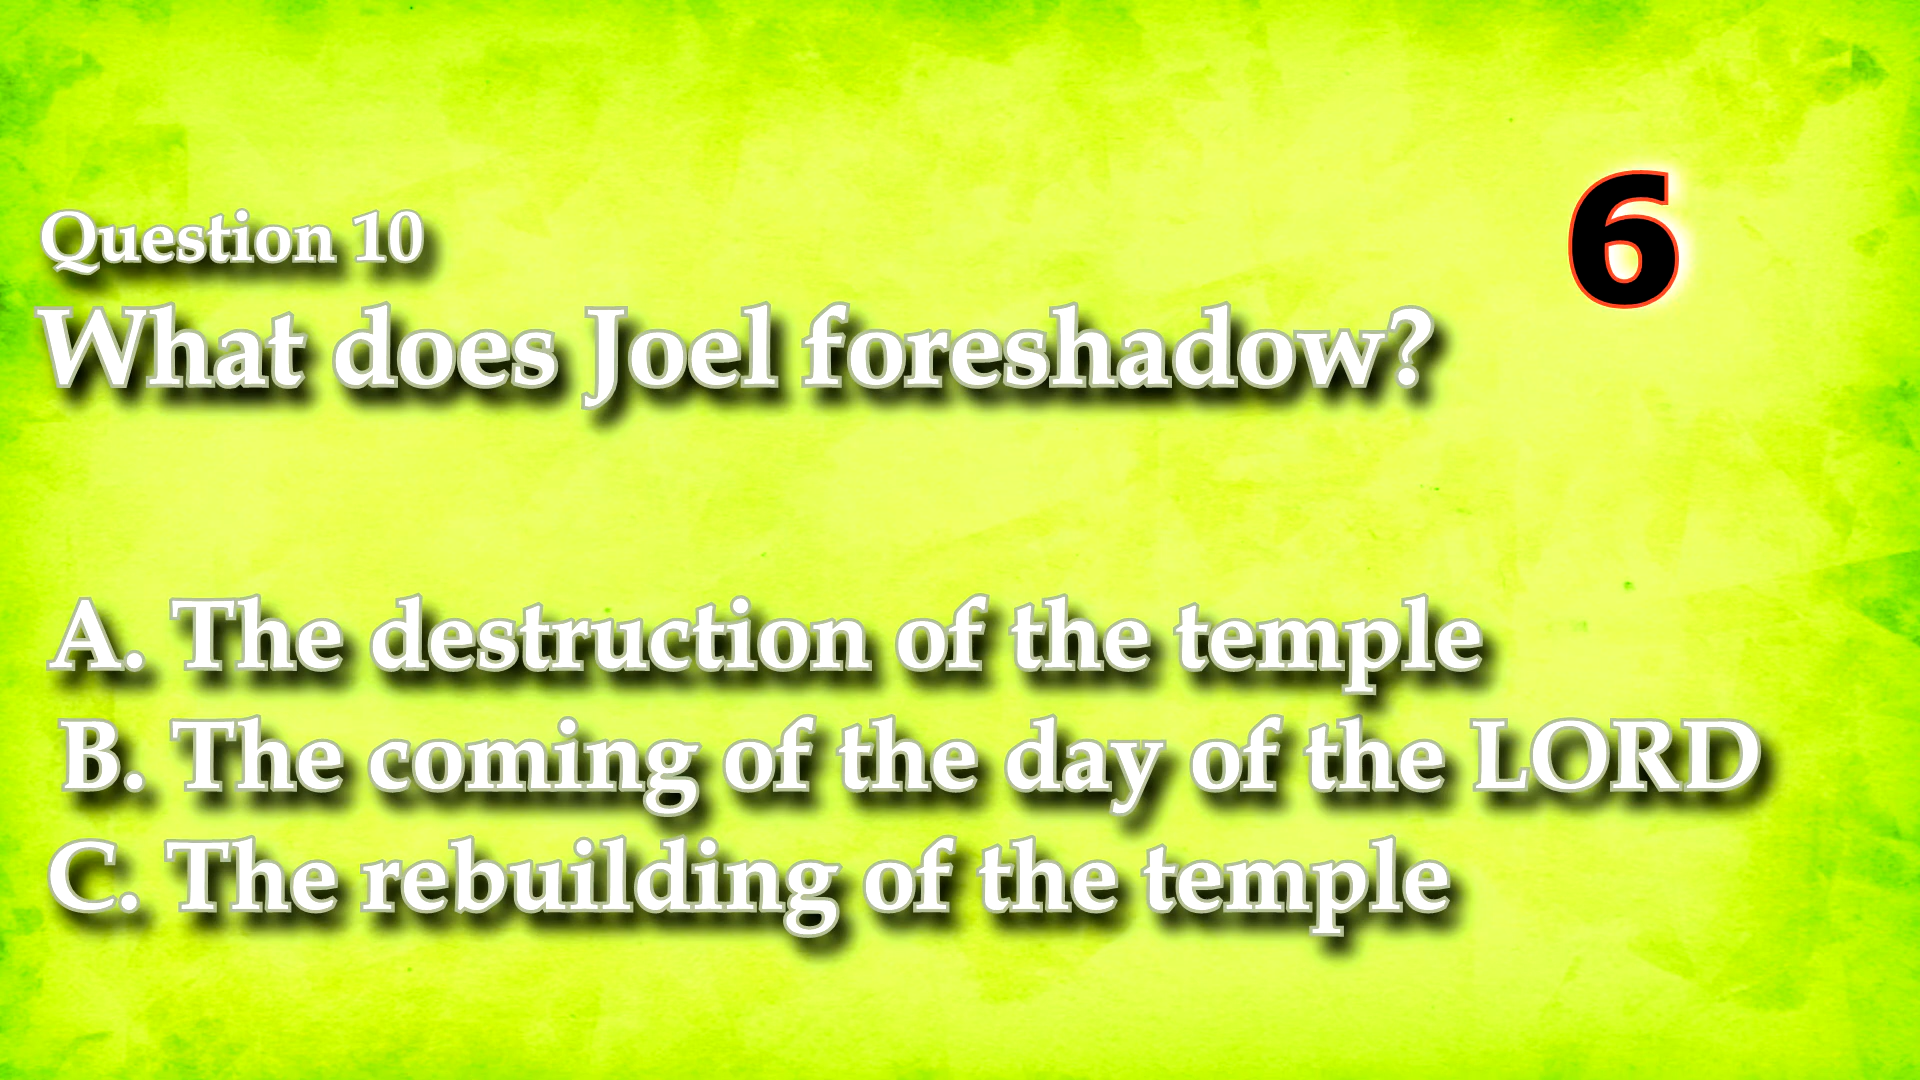 6
Question 10
What does Joel foreshadow?
A. The destruction of the temple
B. The coming of the day of the LORD
C. The rebuilding of the temple